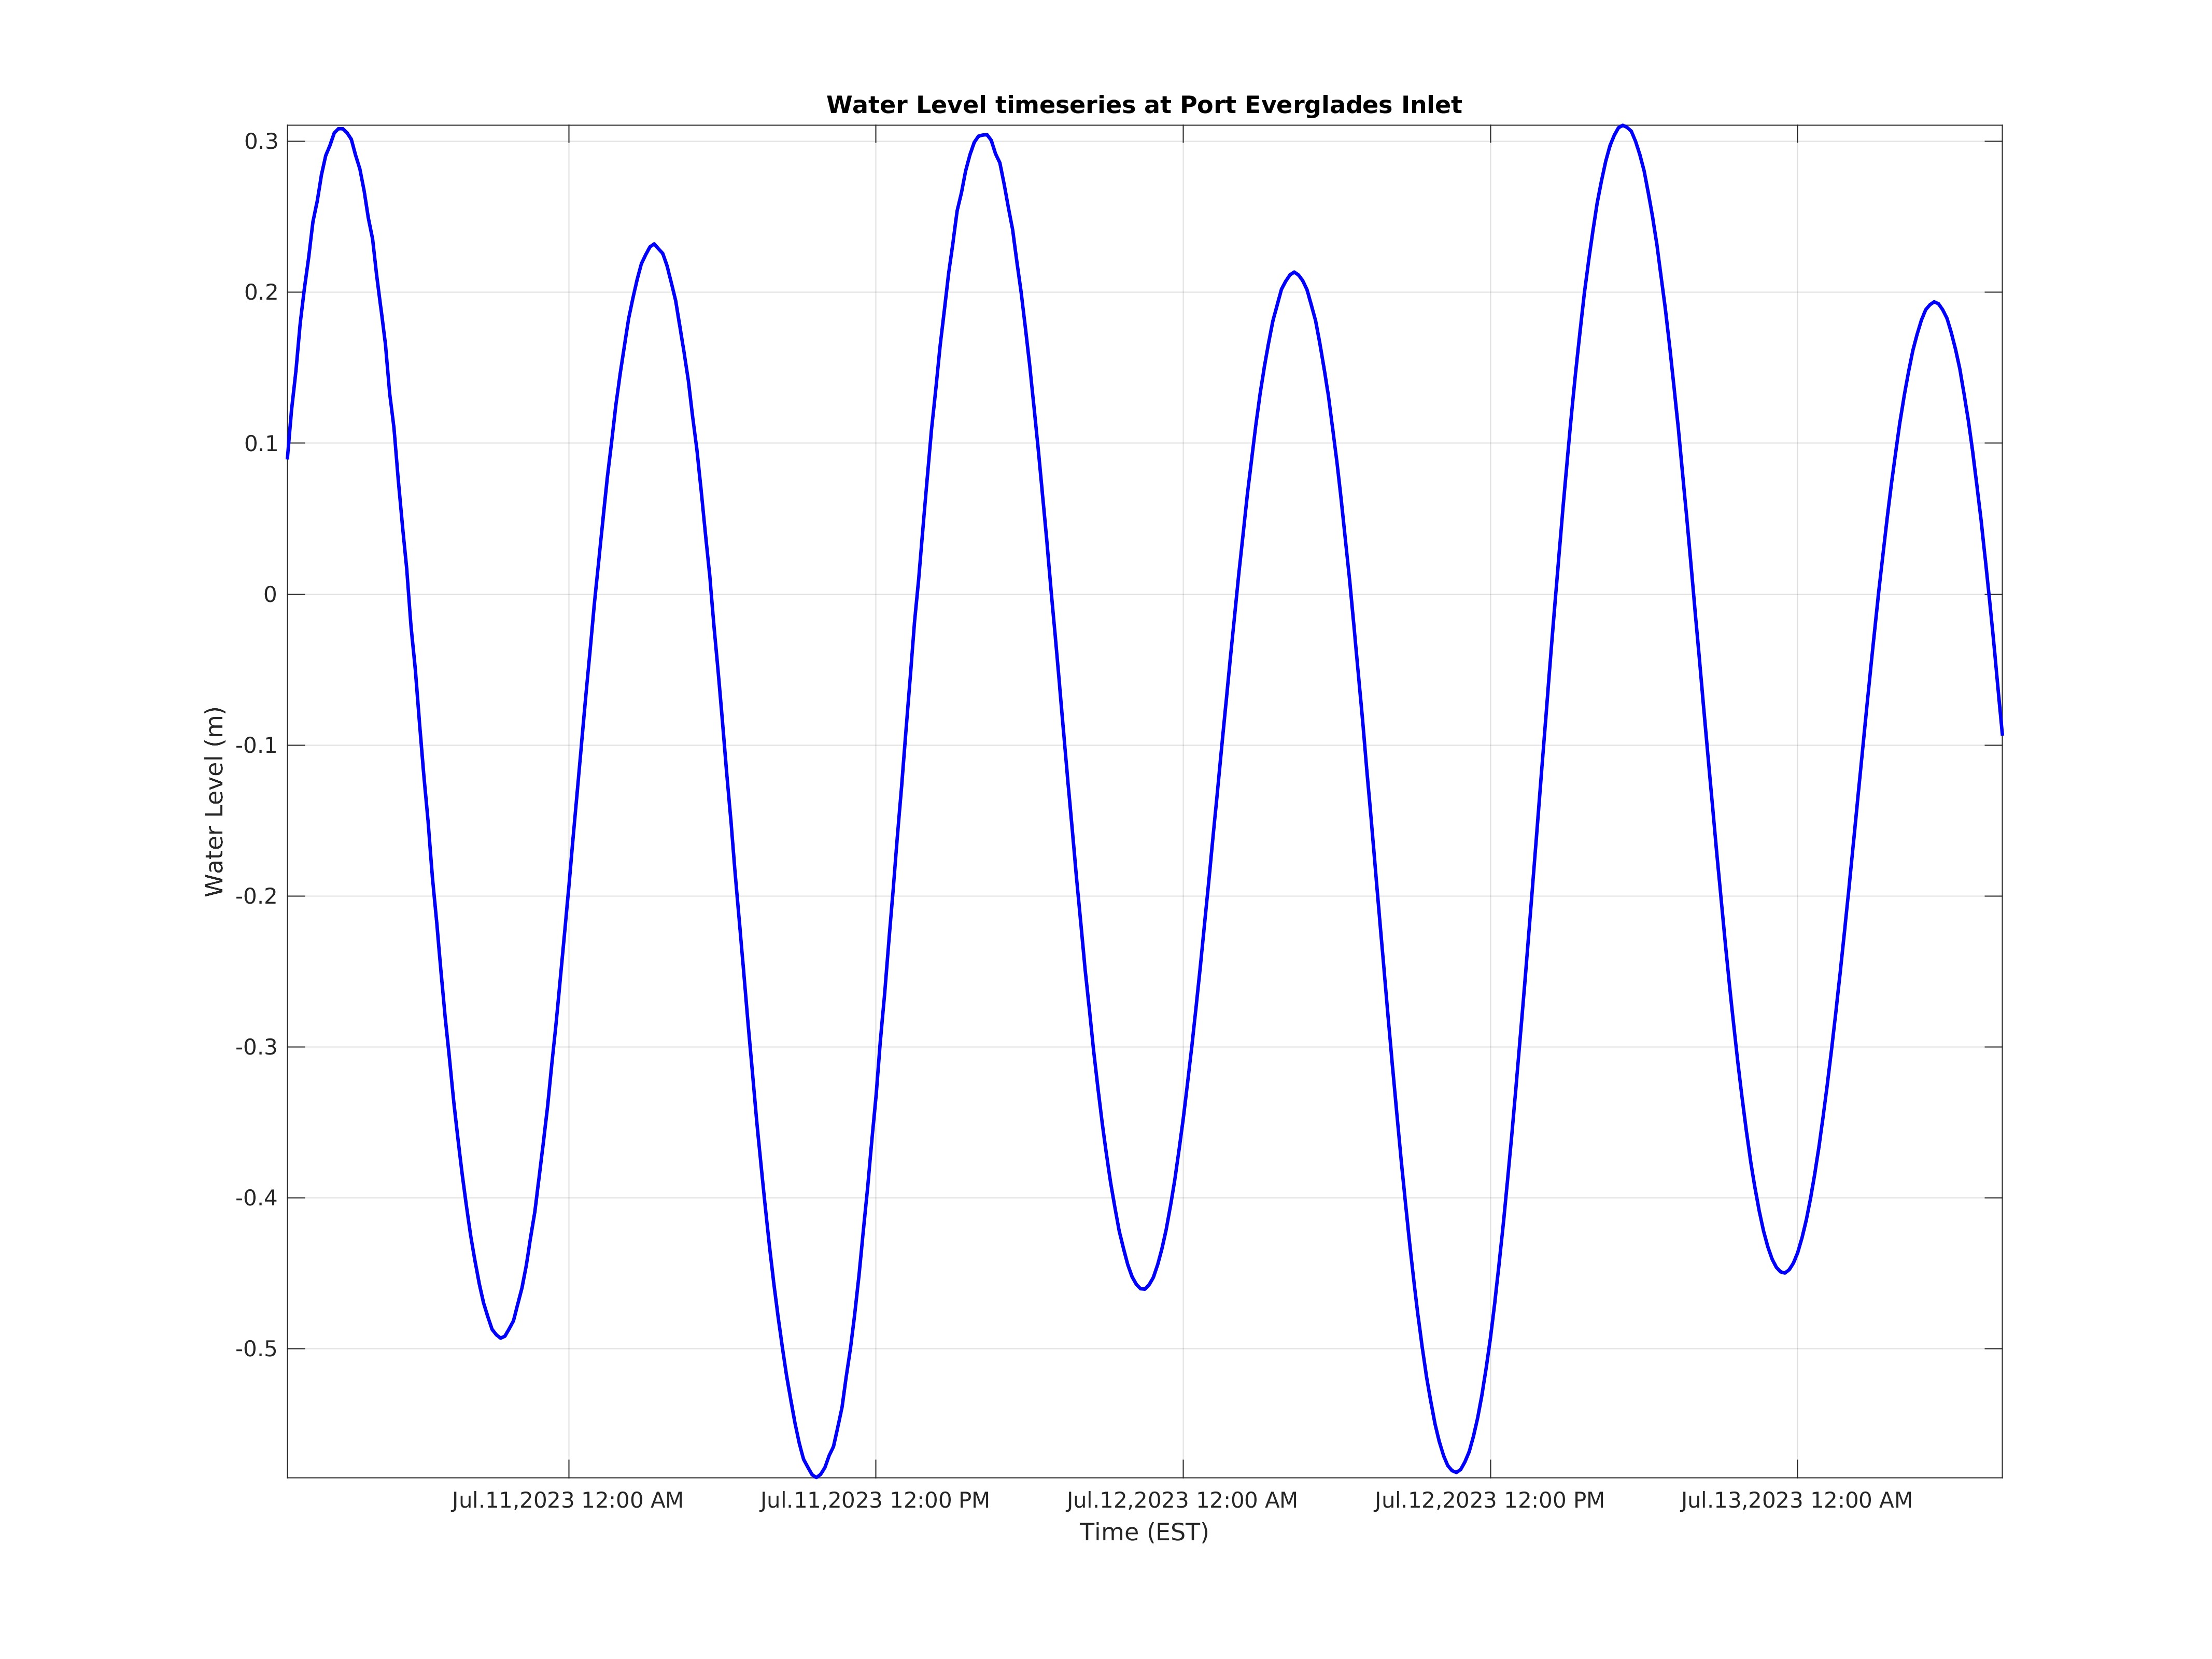 Water Level timeseries at Port Everglades Inlet
0.3
0.2
0.1
0
-0.1
-0.2
-0.3
-0.4
-0.5
Water Level (m)
Jul.11,2023 12:00 AM
Jul.11,2023 12:00 PM
Jul.12,2023 12:00 AM
Jul.12,2023 12:00 PM
Jul.13,2023 12:00 AM
Time (EST)